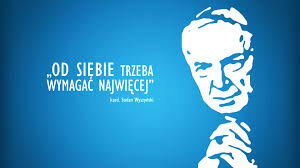 „OD SIEBIE TRZEBA
WYMAGAĆ NAJWIĘCEJ”
kard. Stefan Wyszyński